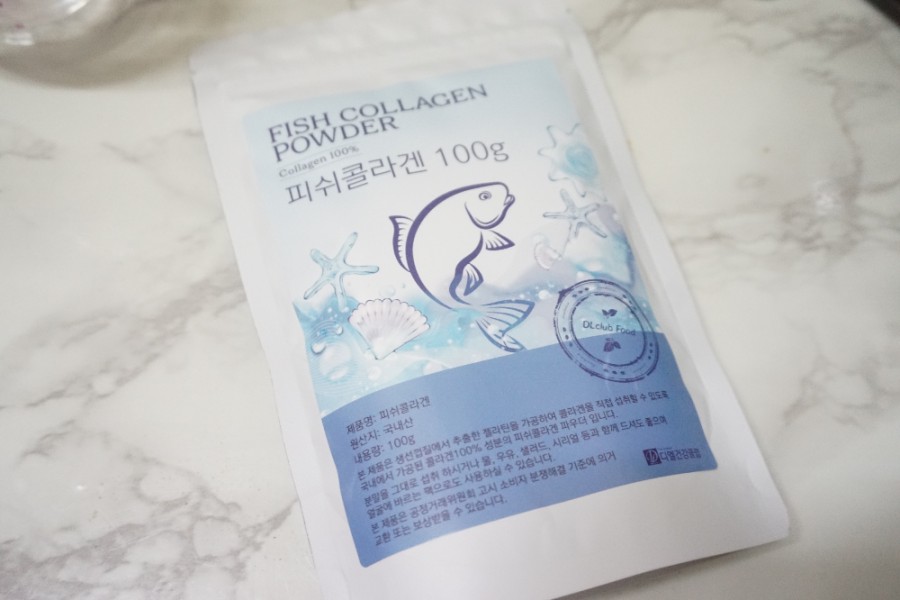 FISH COLLAGEN
POWDER
Collagen 100%
피쉬콜라겐 100g
DLclub Food
제품명: 피쉬콜라겐
원산지: 국내산
내용량: 100g
본 제품은 생선껍질에서 추출한 젤라틴을 가공하여 콜라겐을 직접 섭취할 수 있도록
국내에서 가공된 콜라겐100% 성분의 피쉬콜라겐 파우더 입니다.
분말을 그대로 섭취 하시거나 물, 우유, 샐러드, 시리얼 등과 함께 드셔도 좋으며
얼굴에 바르는 팩으로도 사용하실 수 있습니다.
본 제품은 공정거래위원회 고시 소비자 분쟁해결 기준에 의거
교환 또는 보상받을 수 있습니다.
디엘건강종합